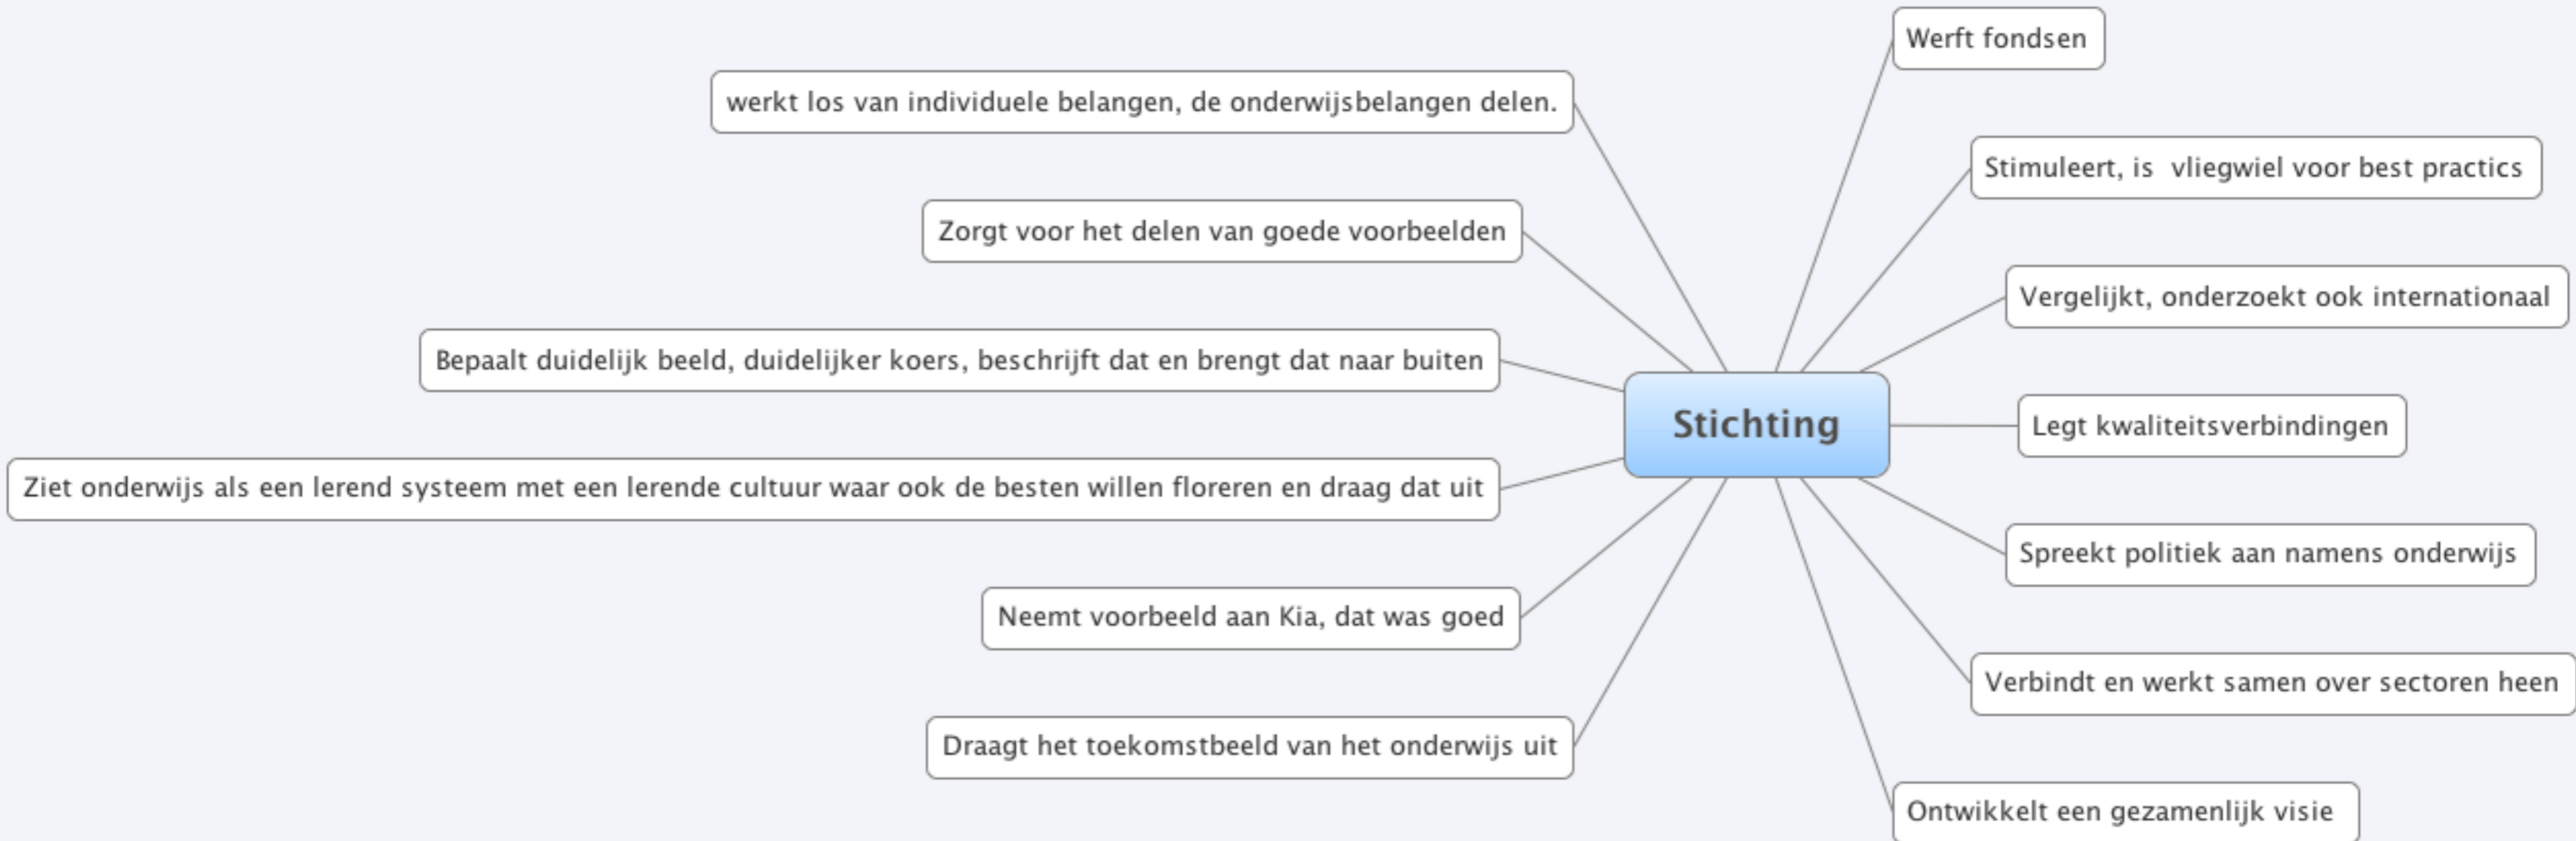 Werft fondsen
werkt los van individuele belangen, de onderwijsbelangen delen.
Stimuleert, is  vliegwiel voor best practics
Zorgt voor het delen van goede voorbeelden
Vergelijkt, onderzoekt ook internationaal
Bepaalt duidelijk beeld, duidelijker koers, beschrijft dat en brengt dat naar buiten
Stichting
Legt kwaliteitsverbindingen
Ziet onderwijs als een lerend systeem met een lerende cultuur waar ook de besten willen floreren en draag dat uit
Spreekt politiek aan namens onderwijs
Neemt voorbeeld aan Kia, dat was goed
Verbindt en werkt samen over sectoren heen
Draagt het toekomstbeeld van het onderwijs uit
Ontwikkelt een gezamenlijk visie